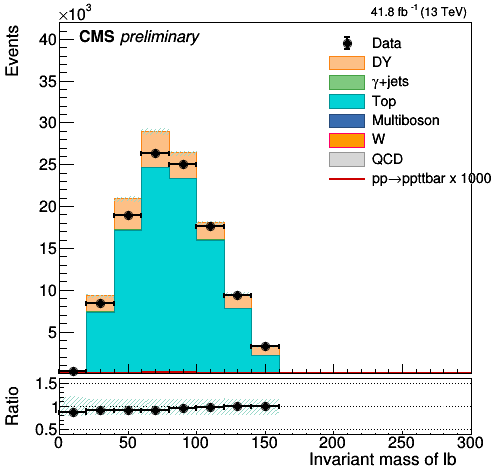 ×10³
41.8 fb⁻¹ (13 TeV)
CMS preliminary
Events
40
35
30
25
20
15
10
5
Data
DY
γ+jets
Top
Multiboson
W
QCD
pp→ppttbar x 1000
Ratio
1.5
1
0.5
0 50 100 150 200 250 300
Invariant mass of lb